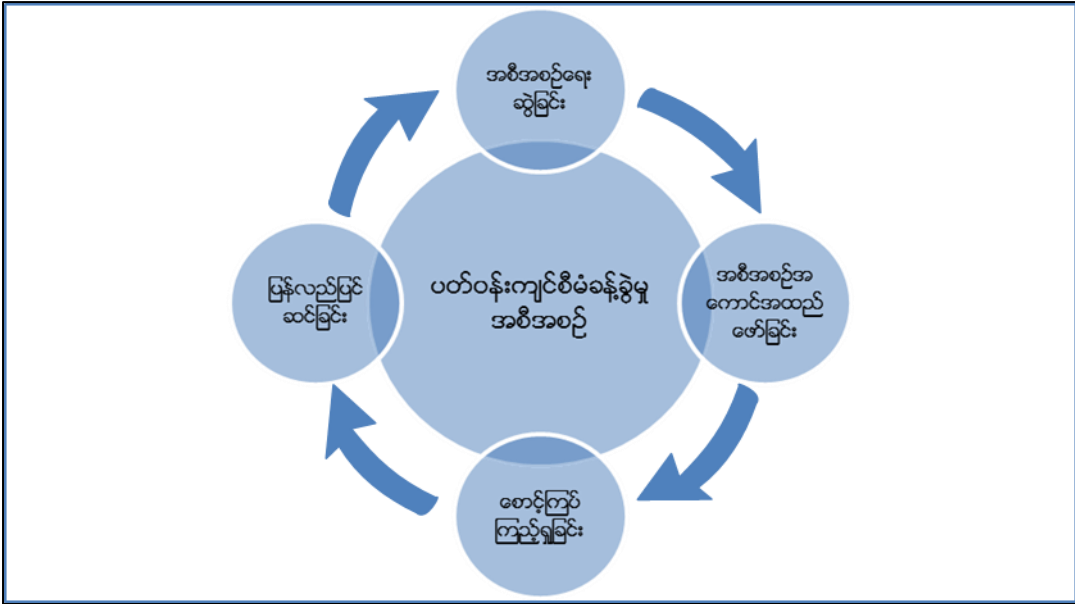 အစီအစဉ်ရေး
ဆွဲခြင်း
အစီအစဉ်အ
ကောင်အထည်
ဖော်ခြင်း
စောင့်ကြပ်
ကြည့်ရှုခြင်း
ပြန်လည်ပြင်
ဆင်ခြင်း
ပတ်ဝန်းကျင်စီမံခန့်ခွဲမှု
အစီအစဉ်